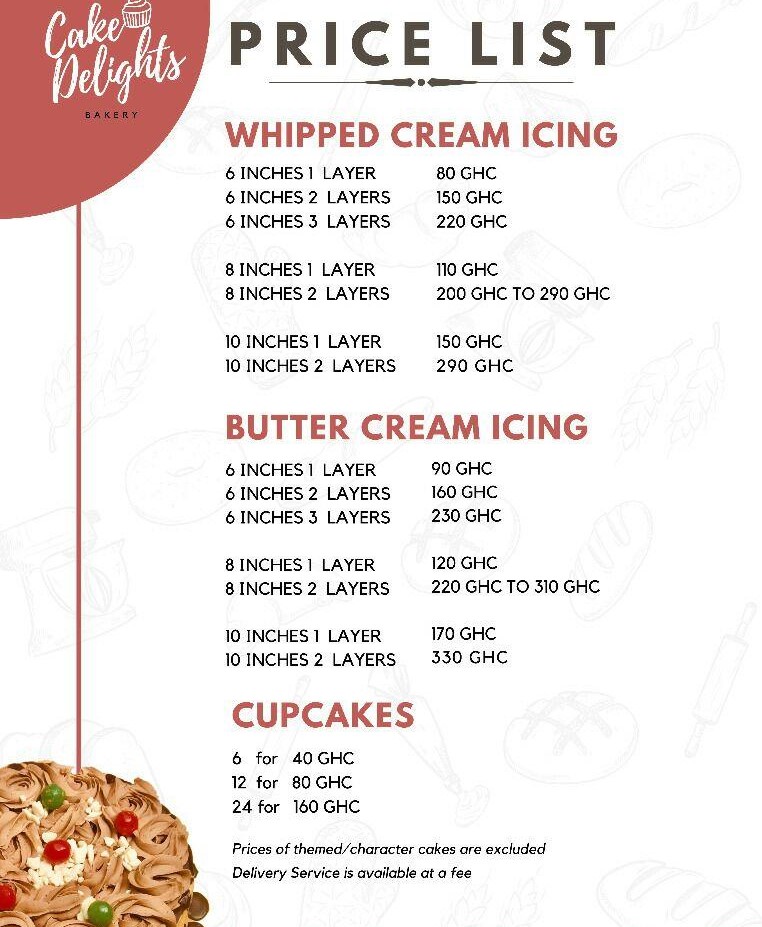 Cake
Delights
BAKERY
PRICE LIST
WHIPPED CREAM ICING
6 INCHES 1 LAYER 80 GHC
6 INCHES 2 LAYERS 150 GHC
6 INCHES 3 LAYERS 220 GHC
8 INCHES 1 LAYER 110 GHC
8 INCHES 2 LAYERS 200 GHC TO 290 GHC
10 INCHES 1 LAYER 150 GHC
10 INCHES 2 LAYERS 290 GHC
BUTTER CREAM ICING
6 INCHES 1 LAYER 90 GHC
6 INCHES 2 LAYERS 160 GHC
6 INCHES 3 LAYERS 230 GHC
8 INCHES 1 LAYER 120 GHC
8 INCHES 2 LAYERS 220 GHC TO 310 GHC
10 INCHES 1 LAYER 170 GHC
10 INCHES 2 LAYERS 330 GHC
CUPCAKES
6 for 40 GHC
12 for 80 GHC
24 for 160 GHC
Prices of themed/character cakes are excluded
Delivery Service is available at a fee